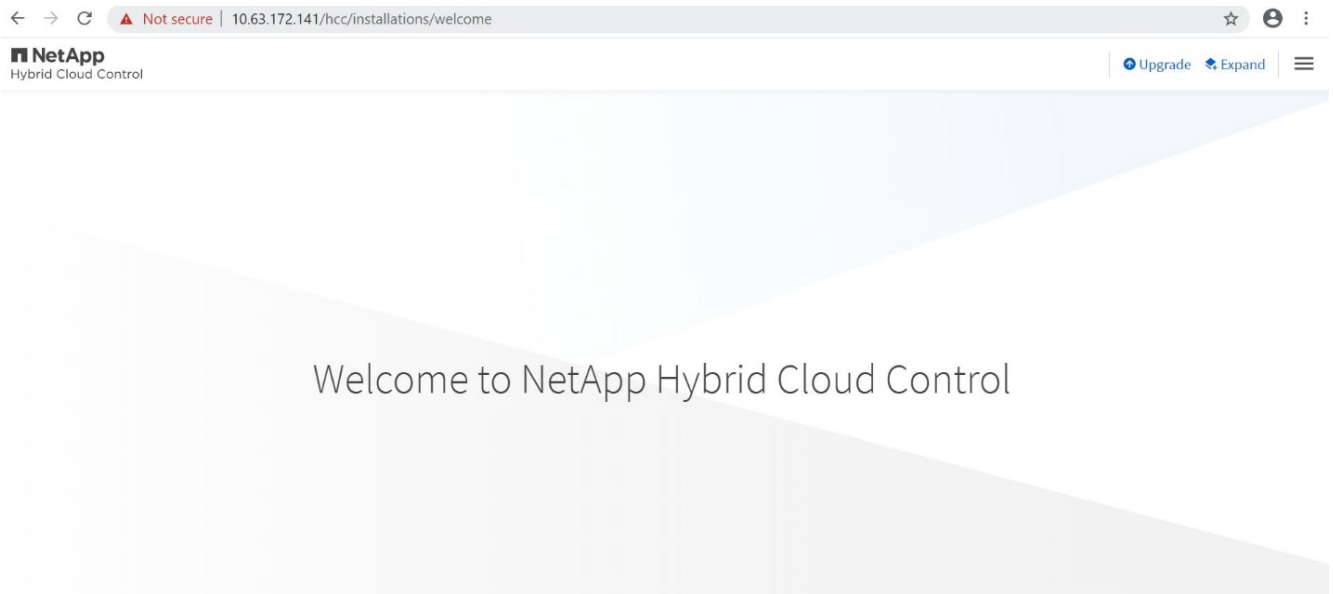 Not secure | 10.63.172.141/hcc/installations/welcome
NetApp
Hybrid Cloud Control
Upgrade Expand
Welcome to NetApp Hybrid Cloud Control